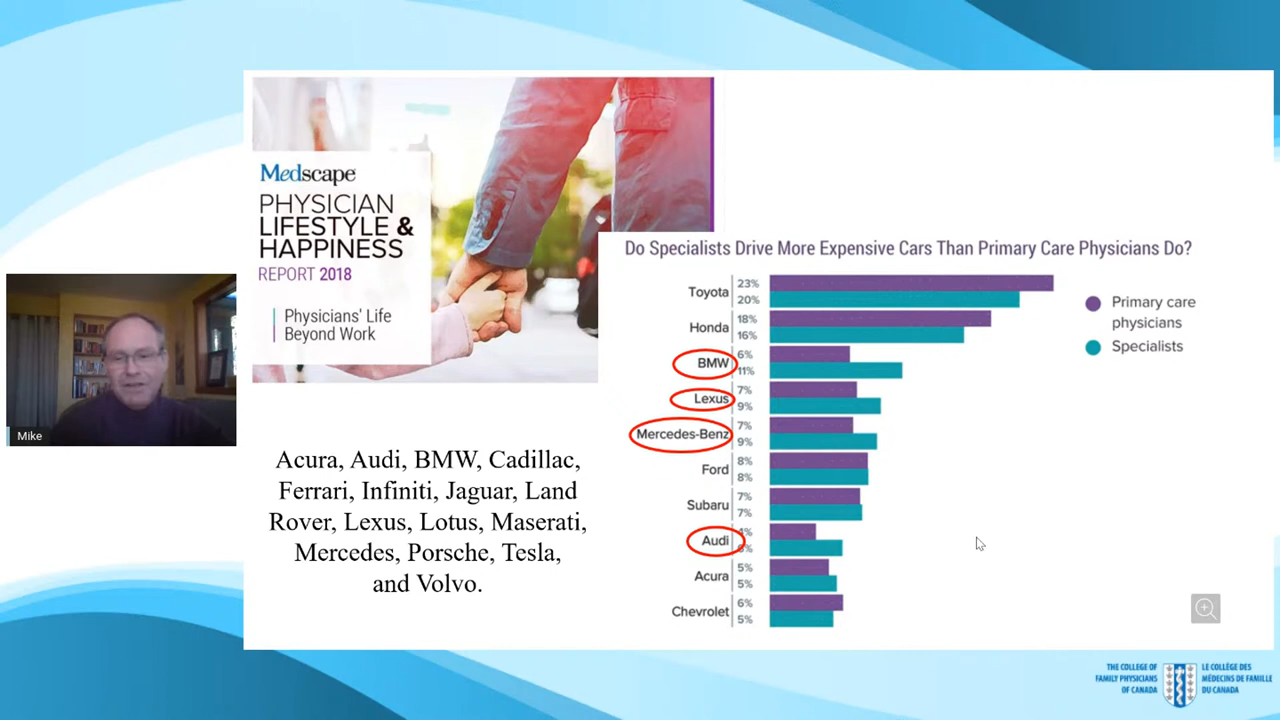 Medscape
PHYSICIAN
LIFESTYLE &
HAPPINESS
REPORT 2018
Physicians' Life
Beyond Work
Mike
Acura, Audi, BMW, Cadillac,
Ferrari, Infiniti, Jaguar, Land
Rover, Lexus, Lotus, Maserati,
Mercedes, Porsche, Tesla,
and Volvo.
Do Specialists Drive More Expensive Cars Than Primary Care Physicians Do?
Toyota
23%
20%
Honda
18%
16%
BMW
6%
11%
Lexus
7%
9%
Mercedes-Benz
7%
9%
Ford
8%
8%
Subaru
7%
7%
Audi
Acura
5%
5%
Chevrolet
6%
5%
Primary care
physicians
Specialists
THE COLLEGE OF
FAMILY PHYSICIANS
OF CANADA
LE COLLÈGE DES
MÉDECINS DE FAMILLE
DU CANADA